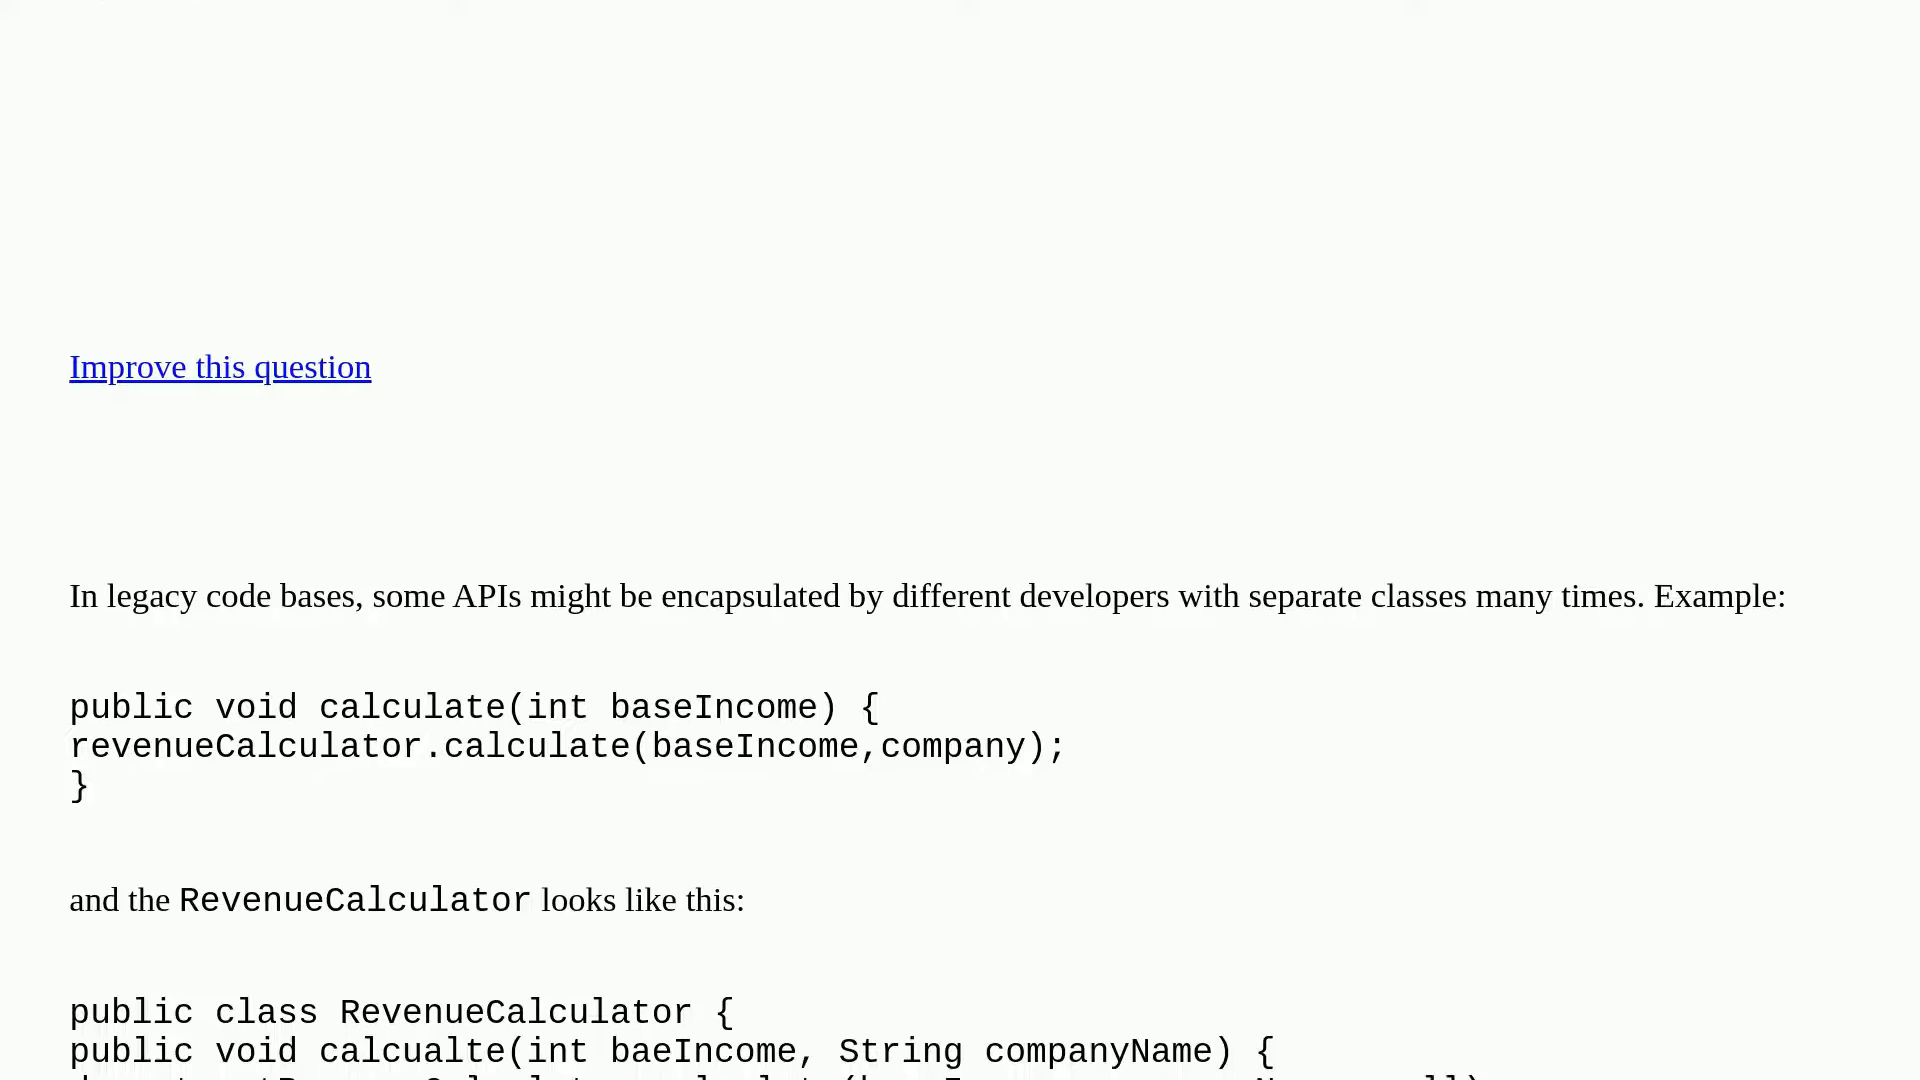 Improve this question
In legacy code bases, some APIs might be encapsulated by different developers with separate classes many times. Example:
public void calculate(int baseIncome) {
revenueCalculator.calculate(baseIncome,company);
}
and the RevenueCalculator looks like this:
public class RevenueCalculator {
public void calcualte(int baeIncome, String companyName) {